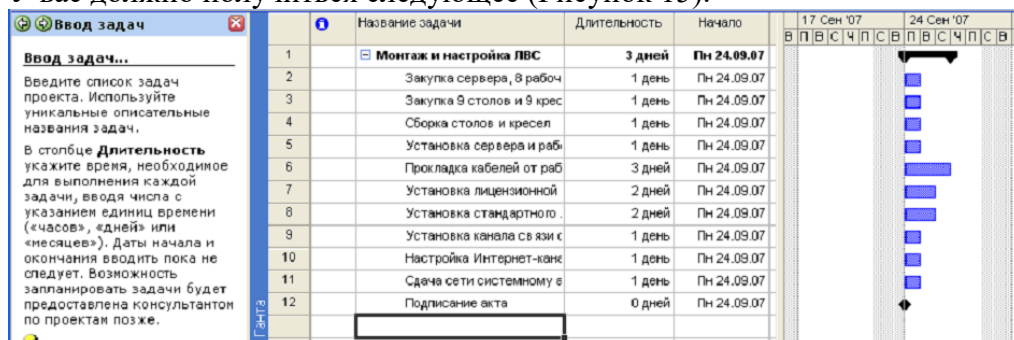 У вас должно получиться следующее (Рисунок 15).
Ввод задач
Ввод задач...
Введите список задач
проекта. Используйте
уникальные описательные
названия задач.
В столбце Длительность
укажите время, необходимое
для выполнения каждой
задачи, вводя числа с
указанием единиц времени
(«часов», «дней» или
«месяцев»). Даты начала и
окончания вводить пока не
следует. Возможность
запланировать задачи будет
предоставлена консультантом
по проектам позже.
Ганта
Название задачи Длительность Начало 17 Сен '07 24 Сен '07
В П В С Ч П С В П В С Ч П С В
1 Монтаж и настройка ЛВС 3 дней Пн 24.09.07
2 Закупка сервера, 8 рабоч 1 день Пн 24.09.07
3 Закупка 9 столов и 9 крес 1 день Пн 24.09.07
4 Сборка столов и кресел 1 день Пн 24.09.07
5 Установка сервера и раб 1 день Пн 24.09.07
6 Прокладка кабелей от раб 3 дней Пн 24.09.07
7 Установка лицензионной 2 дней Пн 24.09.07
8 Установка стандартного 2 дней Пн 24.09.07
9 Установка канала связи с 1 день Пн 24.09.07
10 Настройка Интернет-кана 1 день Пн 24.09.07
11 Сдача сети системному а 1 день Пн 24.09.07
12 Подписание акта 0 дней Пн 24.09.07